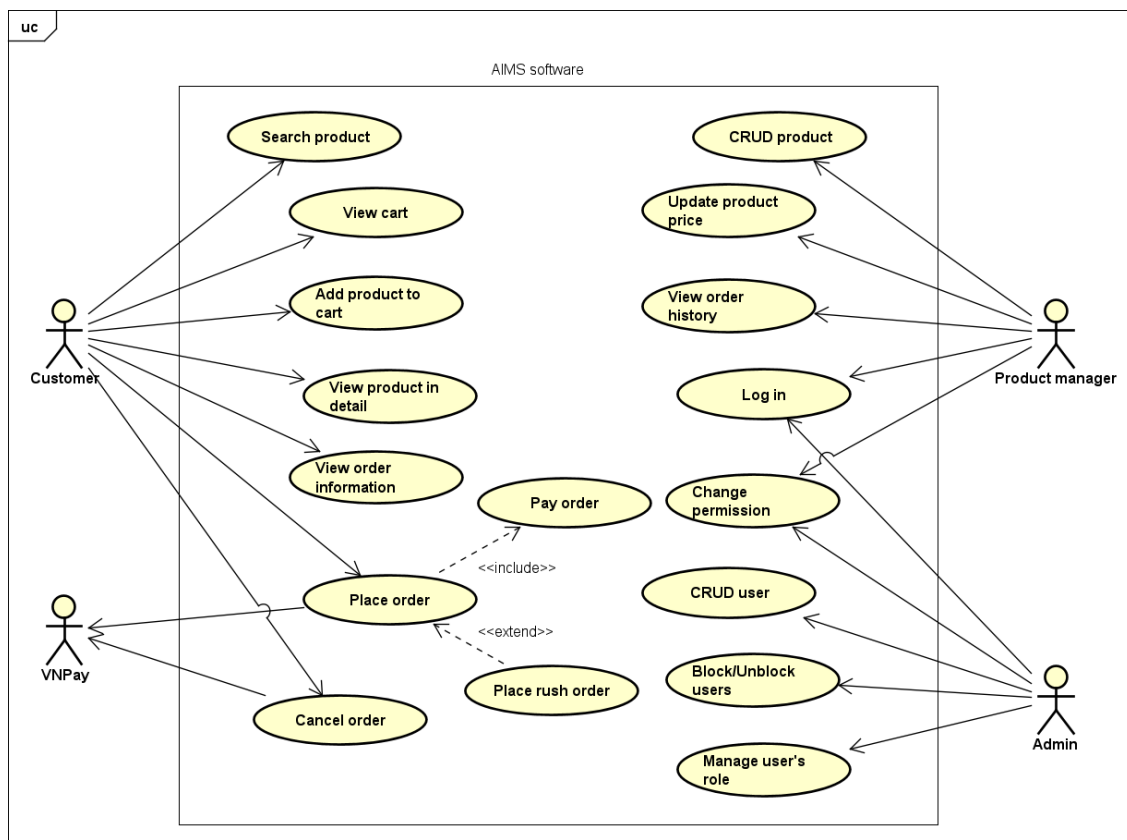 uc
AIMS software
Search product
CRUD product
View cart
Update product
price
Add product to
cart
View order
history
Customer
Product manager
View product in
detail
Log in
View order
information
Pay order
Change
permission
<<include>>
Place order
CRUD user
<<extend>>
VNPay
Place rush order
Block/Unblock
users
Cancel order
Admin
Manage user's
role